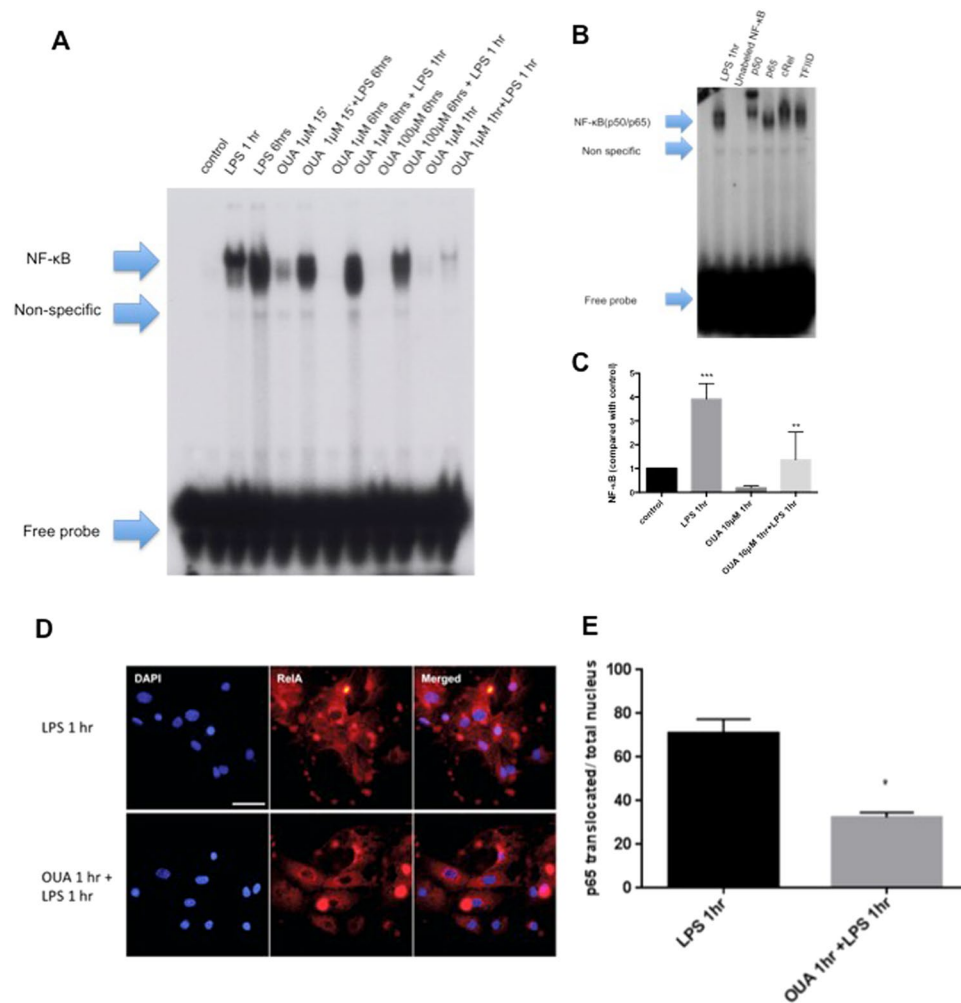 A
control
LPS 1 hr
LPS 6hrs
OUA 1µM 15'
OUA 1µM 15'+LPS 6hrs
OUA 1µM 6hrs
OUA 1µM 6hrs + LPS 1hr
OUA 100µM 6hrs
OUA 100µM 6hrs + LPS 1 hr
OUA 1µM 1hr
OUA 1µM 1hr+LPS 1 hr
NF-κB
Non-specific
Free probe
B
LPS 1hr
Unabeled NF-κB
p50
p65
cRel
TFIID
NF-κB(p50/p65)
Non specific
Free probe
C
NF-κB (compared with control)
5
4
3
2
1
0
***
**
control
LPS 1hr
OUA 10µM 1hr
OUA 10µM 1hr+LPS 1hr
D
DAPI
RelA
Merged
LPS 1 hr
OUA 1 hr +
LPS 1 hr
E
p65 translocated/ total nucleus
100
80
60
40
20
0
*
LPS 1hr
OUA 1hr +LPS 1hr